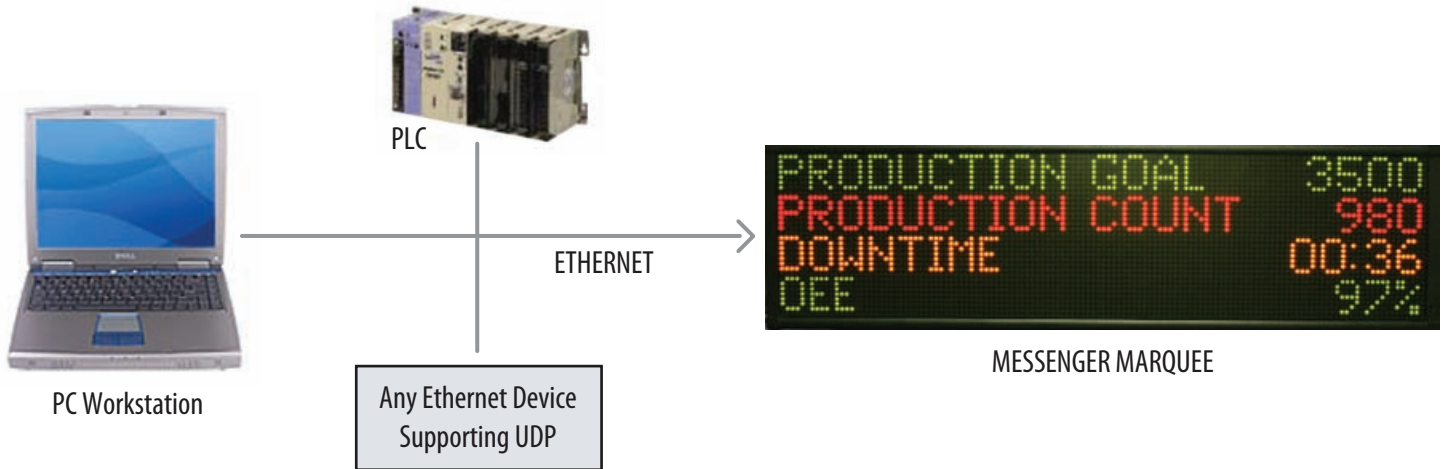 PLC
PRODUCTION GOAL 3500
PRODUCTION COUNT 980
DOWNTIME 00:36
OEE 97%
ETHERNET
MESSENGER MARQUEE
PC Workstation
Any Ethernet Device
Supporting UDP
DELL